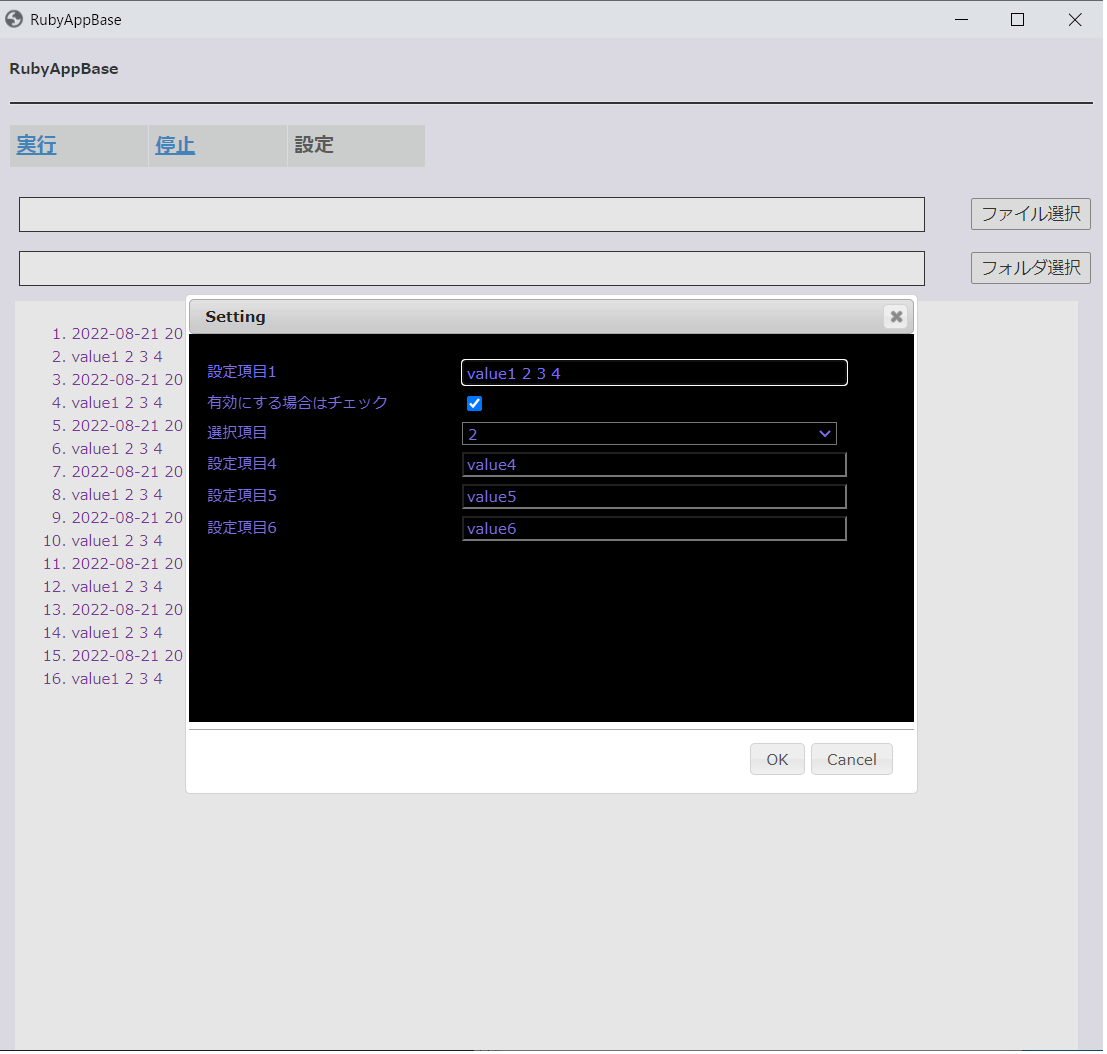 RubyAppBase
RubyAppBase
実行 停止 設定
ファイル選択
フォルダ選択
1. 2022-08-21 20
2. value1 2 3 4
3. 2022-08-21 20
4. value1 2 3 4
5. 2022-08-21 20
6. value1 2 3 4
7. 2022-08-21 20
8. value1 2 3 4
9. 2022-08-21 20
10. value1 2 3 4
11. 2022-08-21 20
12. value1 2 3 4
13. 2022-08-21 20
14. value1 2 3 4
15. 2022-08-21 20
16. value1 2 3 4
Setting
設定項目1 value1 2 3 4
有効にする場合はチェック
選択項目 2
設定項目4 value4
設定項目5 value5
設定項目6 value6
OK Cancel